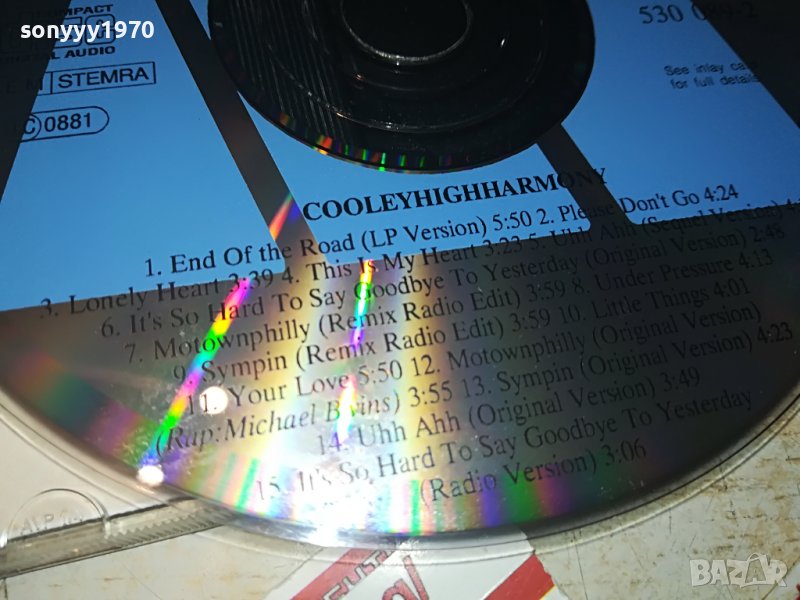 sonyyy1970
COMPACT
DIGITAL AUDIO
STEMRA
0881
530
See inlay
for full details
COOLEYHIGHHARMONY
1. End Of the Road (LP Version) 5:50 2. Please Don't Go 4:24
3. Lonely Heart 3:39 4. This Is My Heart 3:23 5. Uhh Ahh (Sequel Version)
6. It's So Hard To Say Goodbye To Yesterday (Original Version) 2:48
7. Motownphilly (Remix Radio Edit) 3:59 8. Under Pressure 4:13
9. Sympin (Remix Radio Edit) 3:59 10. Little Things 4:01
11. Your Love 5:50 12. Motownphilly (Original Version)
(Rap: Michael Bivins) 3:55 13. Sympin (Original Version) 4:23
14. Uhh Ahh (Original Version) 3:49
15. It's So Hard To Say Goodbye To Yesterday
(Radio Version) 3:06
BAZAR